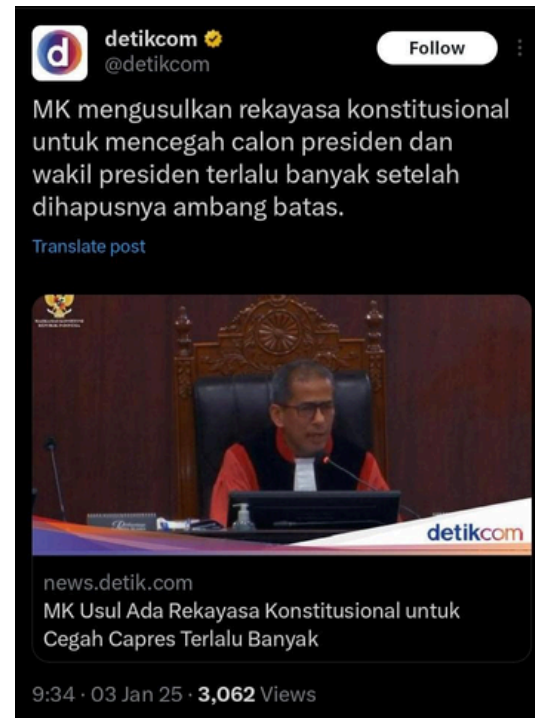 detikcom
@detikcom
Follow
MK mengusulkan rekayasa konstitusional
untuk mencegah calon presiden dan
wakil presiden terlalu banyak setelah
dihapusnya ambang batas.
Translate post
detikcom
news.detik.com
MK Usul Ada Rekayasa Konstitusional untuk
Cegah Capres Terlalu Banyak
9:34 · 03 Jan 25 · 3,062 Views